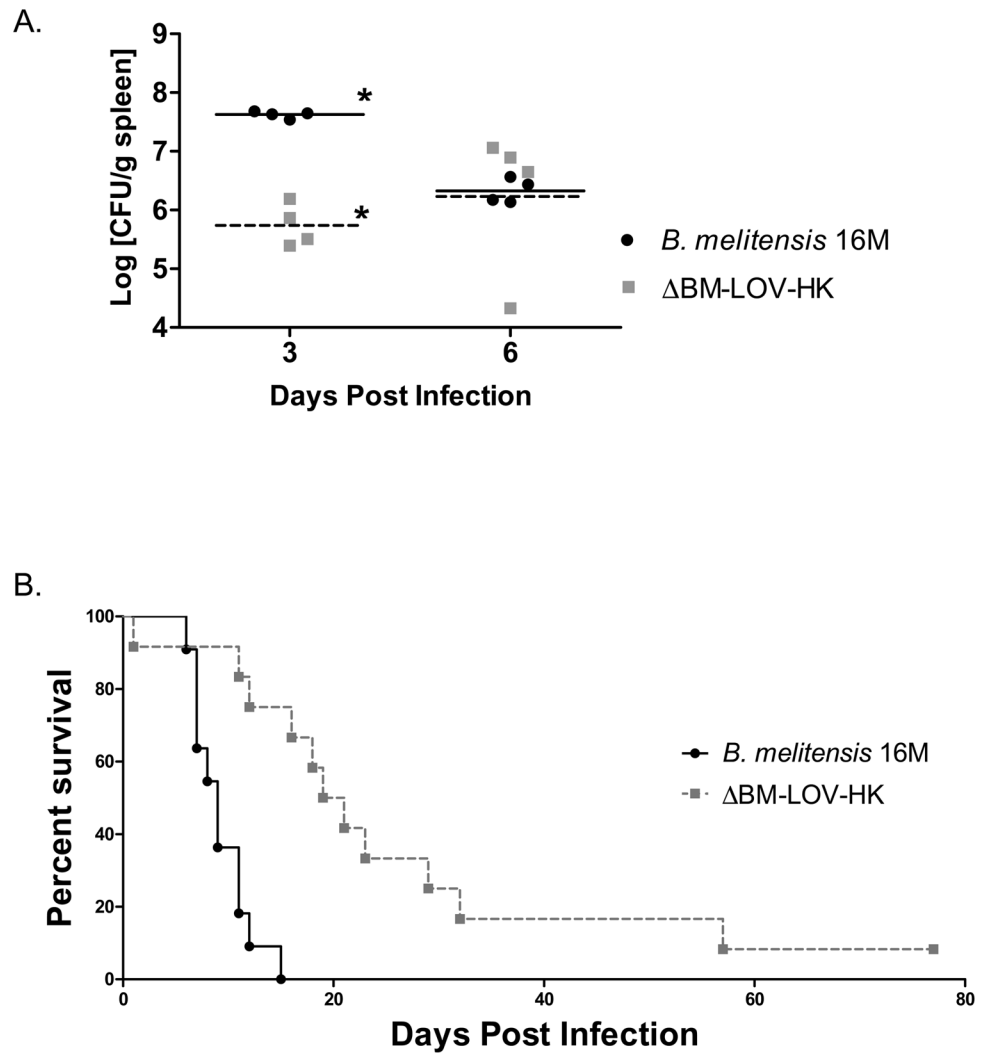 A.
Log [CFU/g spleen]
9
8
7
6
5
4
*
*
3
6
Days Post Infection
B. melitensis 16M
∆BM-LOV-HK
B.
Percent survival
100
80
60
40
20
0
0
20
40
60
80
Days Post Infection
B. melitensis 16M
∆BM-LOV-HK